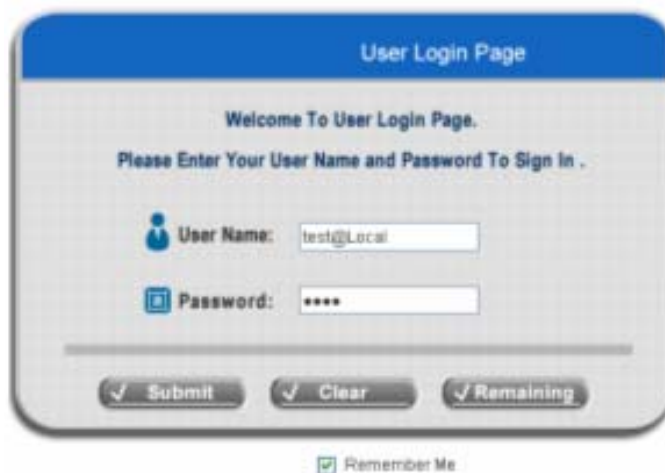 User Login Page
Welcome To User Login Page.
Please Enter Your User Name and Password To Sign In .
User Name: test@Local
Password: ••••
Submit Clear Remaining
Remember Me